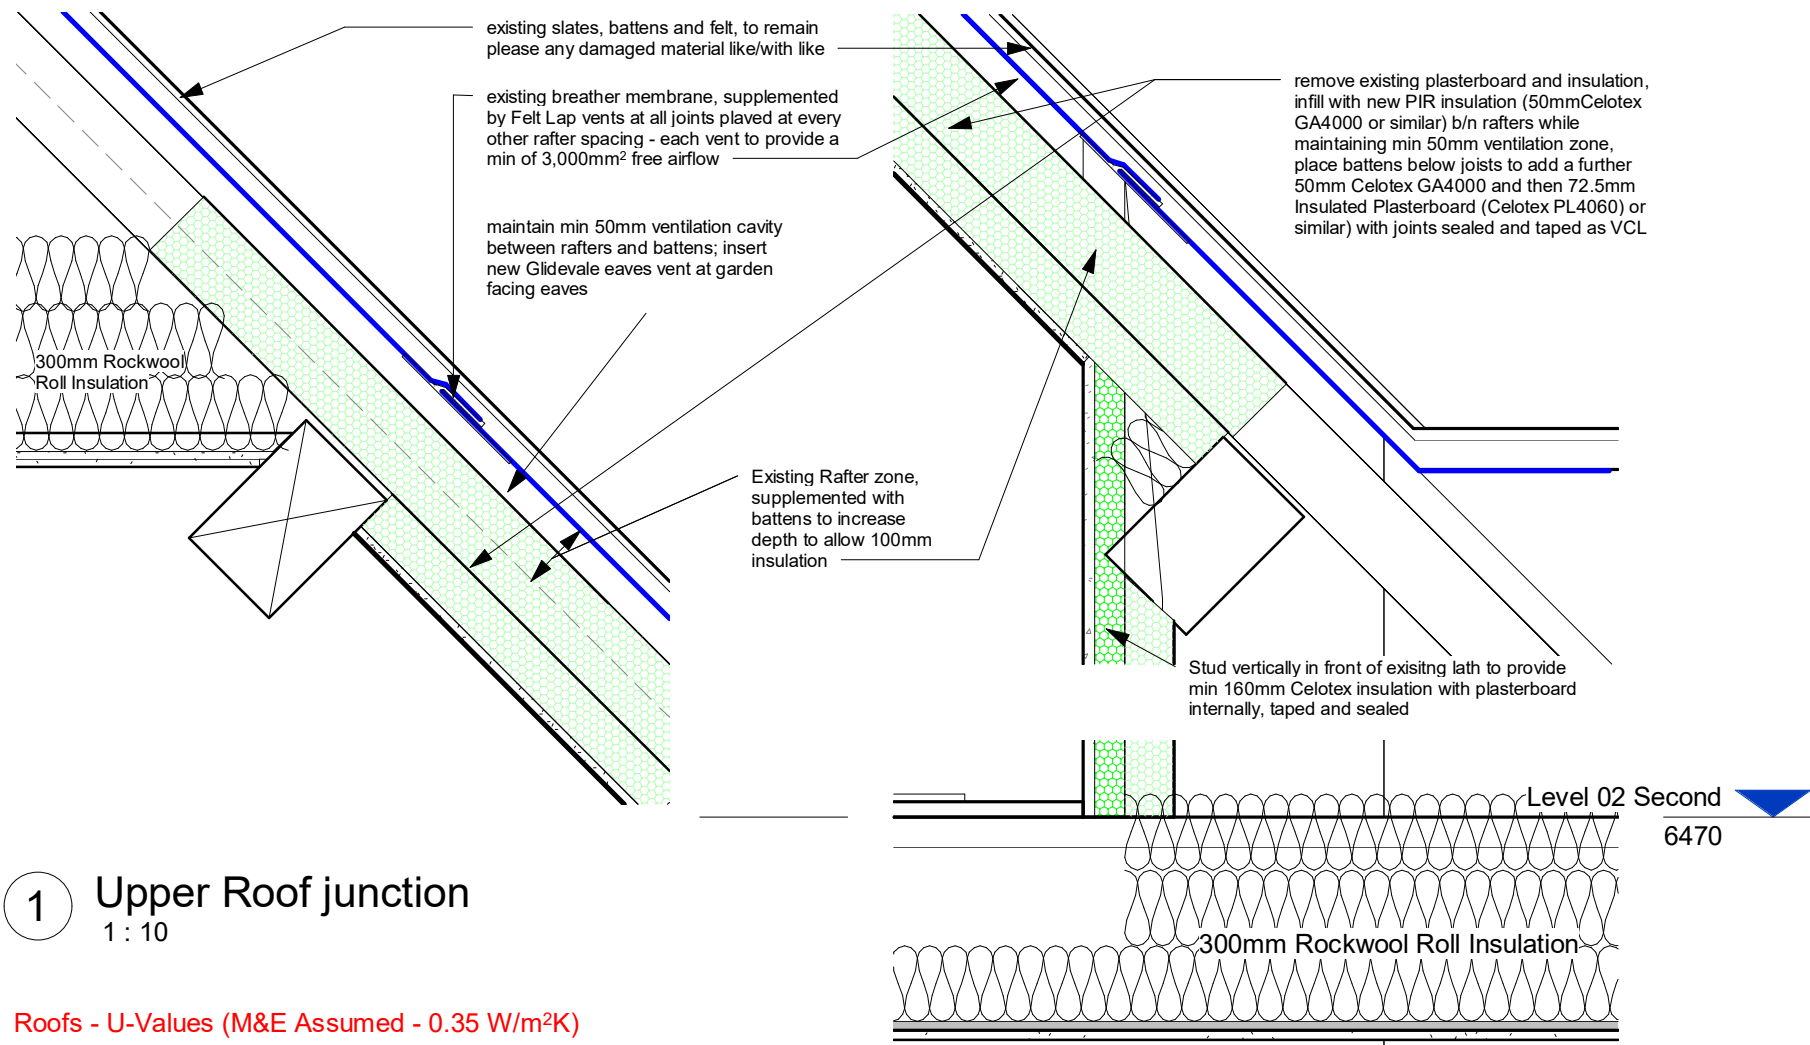 existing slates, battens and felt, to remain
please any damaged material like/with like
existing breather membrane, supplemented
by Felt Lap vents at all joints plaved at every
other rafter spacing - each vent to provide a
min of 3,000mm² free airflow
maintain min 50mm ventilation cavity
between rafters and battens; insert
new Glidevale eaves vent at garden
facing eaves
remove existing plasterboard and insulation,
infill with new PIR insulation (50mmCelotex
GA4000 or similar) b/n rafters while
maintaining min 50mm ventilation zone,
place battens below joists to add a further
50mm Celotex GA4000 and then 72.5mm
Insulated Plasterboard (Celotex PL4060) or
similar) with joints sealed and taped as VCL
300mm Rockwool
Roll Insulation
Existing Rafter zone,
supplemented with
battens to increase
depth to allow 100mm
insulation
Stud vertically in front of exisitng lath to provide
min 160mm Celotex insulation with plasterboard
internally, taped and sealed
Level 02 Second
6470
300mm Rockwool Roll Insulation
1 Upper Roof junction
1 : 10
Roofs - U-Values (M&E Assumed - 0.35 W/m²K)